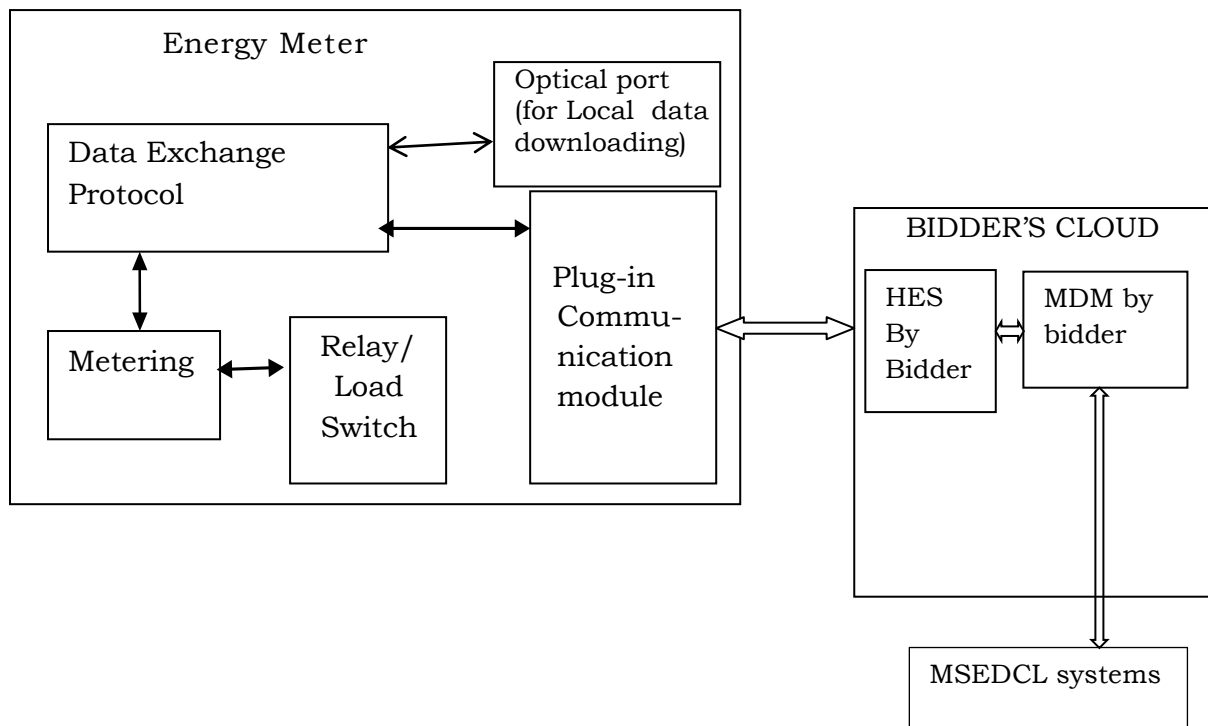 Energy Meter
Optical port
(for Local data
downloading)
Data Exchange
Protocol
Plug-in
Commu-
nication
module
Metering
Relay/
Load
Switch
BIDDER'S CLOUD
HES
By
Bidder
MDM by
bidder
MSEDCL systems